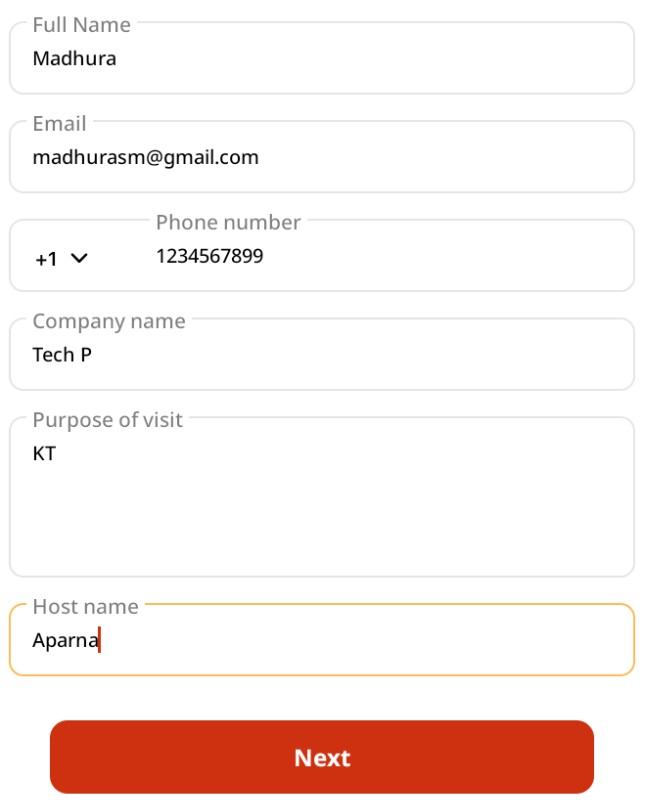 Full Name
Madhura
Email
madhurasm@gmail.com
Phone number
+1 1234567899
Company name
Tech P
Purpose of visit
KT
Host name
Aparna
Next